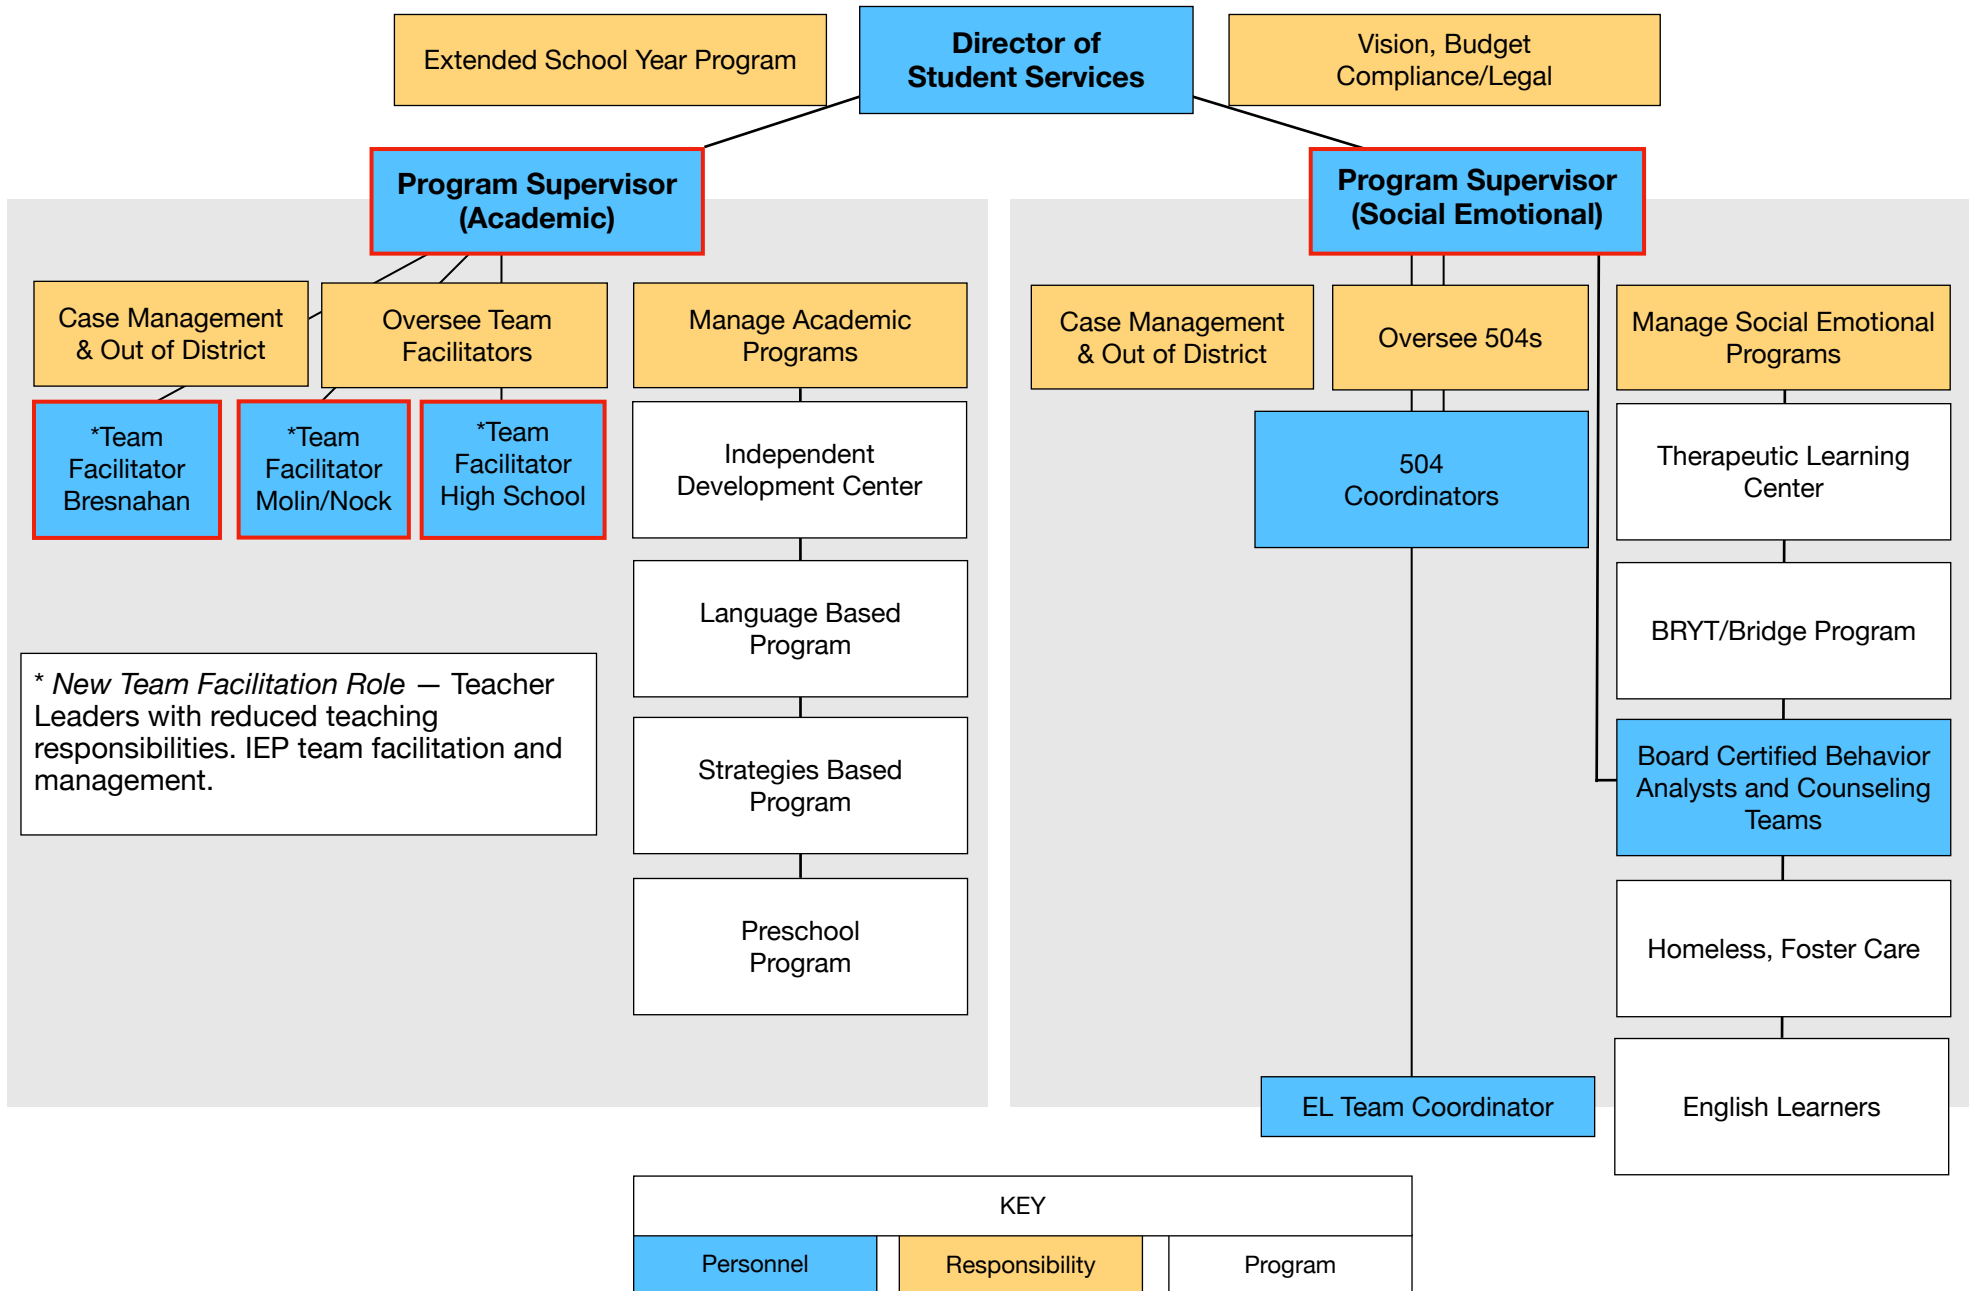 Extended School Year Program
Director of
Student Services
Vision, Budget
Compliance/Legal
Program Supervisor
(Academic)
Program Supervisor
(Social Emotional)
Case Management
& Out of District
Oversee Team
Facilitators
Manage Academic
Programs
Case Management
& Out of District
Oversee 504s
Manage Social Emotional
Programs
*Team
Facilitator
Bresnahan
*Team
Facilitator
Molin/Nock
*Team
Facilitator
High School
Independent
Development Center
504
Coordinators
Therapeutic Learning
Center
Language Based
Program
BRYT/Bridge Program
* New Team Facilitation Role — Teacher
Leaders with reduced teaching
responsibilities. IEP team facilitation and
management.
Strategies Based
Program
Board Certified Behavior
Analysts and Counseling
Teams
Preschool
Program
Homeless, Foster Care
EL Team Coordinator
English Learners
KEY
Personnel
Responsibility
Program